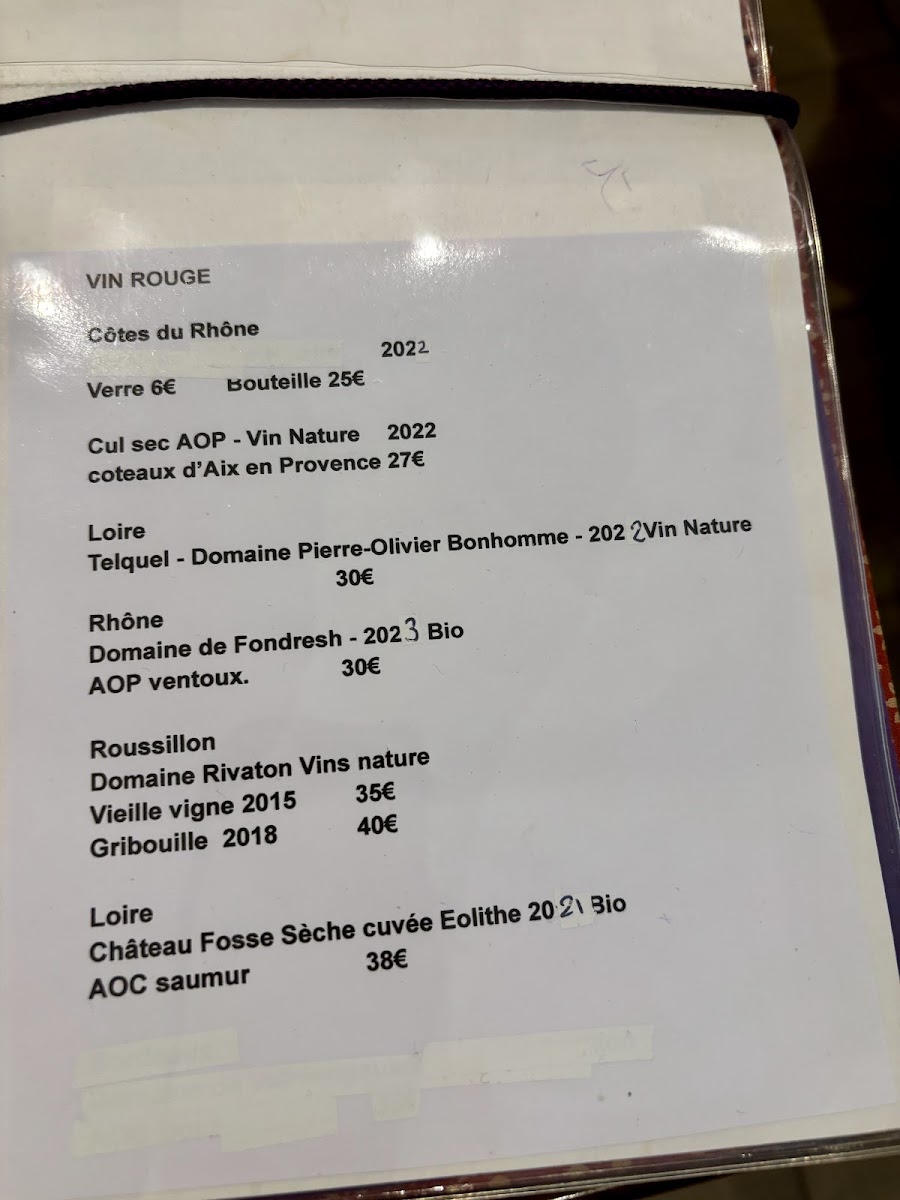 VIN ROUGE
Côtes du Rhône
2022
Verre 6€ Bouteille 25€
Cul sec AOP - Vin Nature 2022
coteaux d'Aix en Provence 27€
Loire
Telquel - Domaine Pierre-Olivier Bonhomme - 2022 Vin Nature
30€
Rhône
Domaine de Fondresh - 2023 Bio
AOP ventoux. 30€
Roussillon
Domaine Rivaton Vins nature
Vieille vigne 2015 35€
Gribouille 2018 40€
Loire
Château Fosse Sèche cuvée Eolithe 2021 Bio
AOC saumur 38€